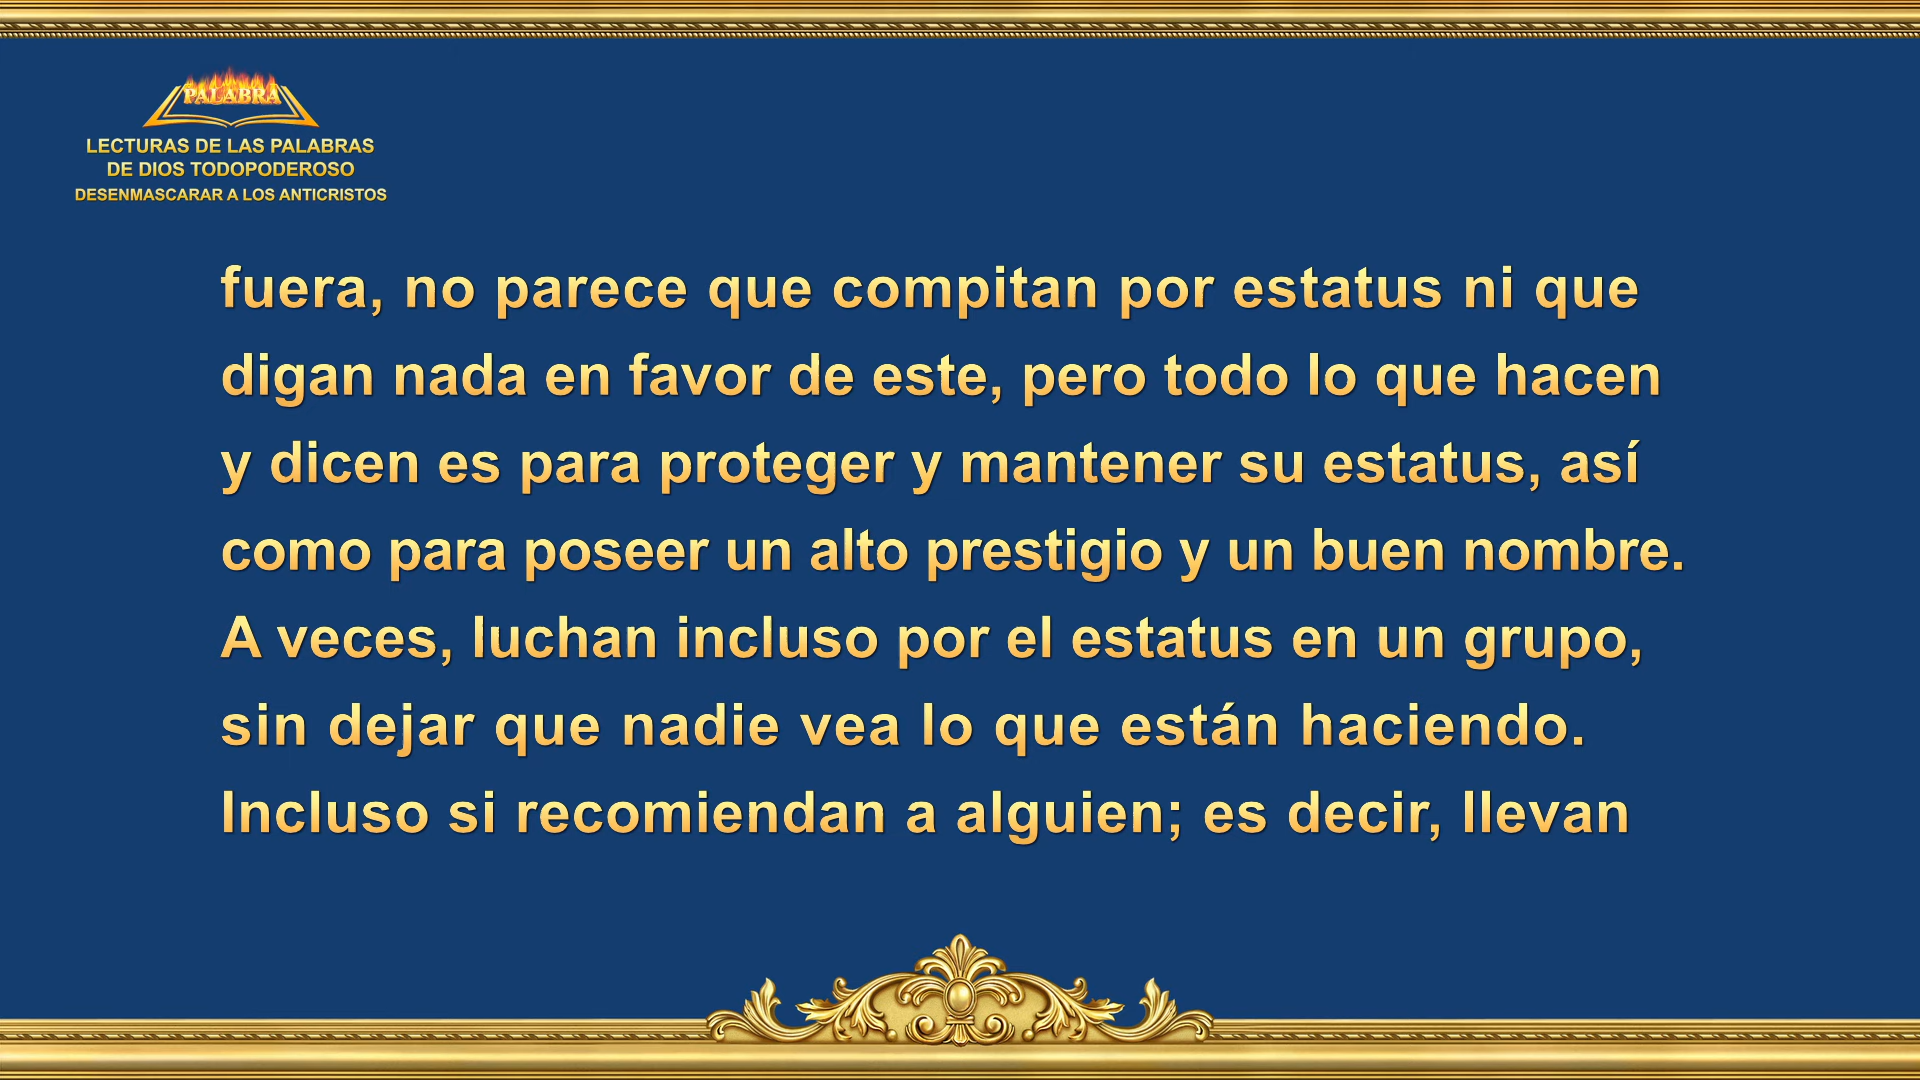 PALABRA
LECTURAS DE LAS PALABRAS
DE DIOS TODOPODEROSO
DESENMASCARAR A LOS ANTICRISTOS
fuera, no parece que compitan por estatus ni que
digan nada en favor de este, pero todo lo que hacen
y dicen es para proteger y mantener su estatus, así
como para poseer un alto prestigio y un buen nombre.
A veces, luchan incluso por el estatus en un grupo,
sin dejar que nadie vea lo que están haciendo.
Incluso si recomiendan a alguien; es decir, llevan